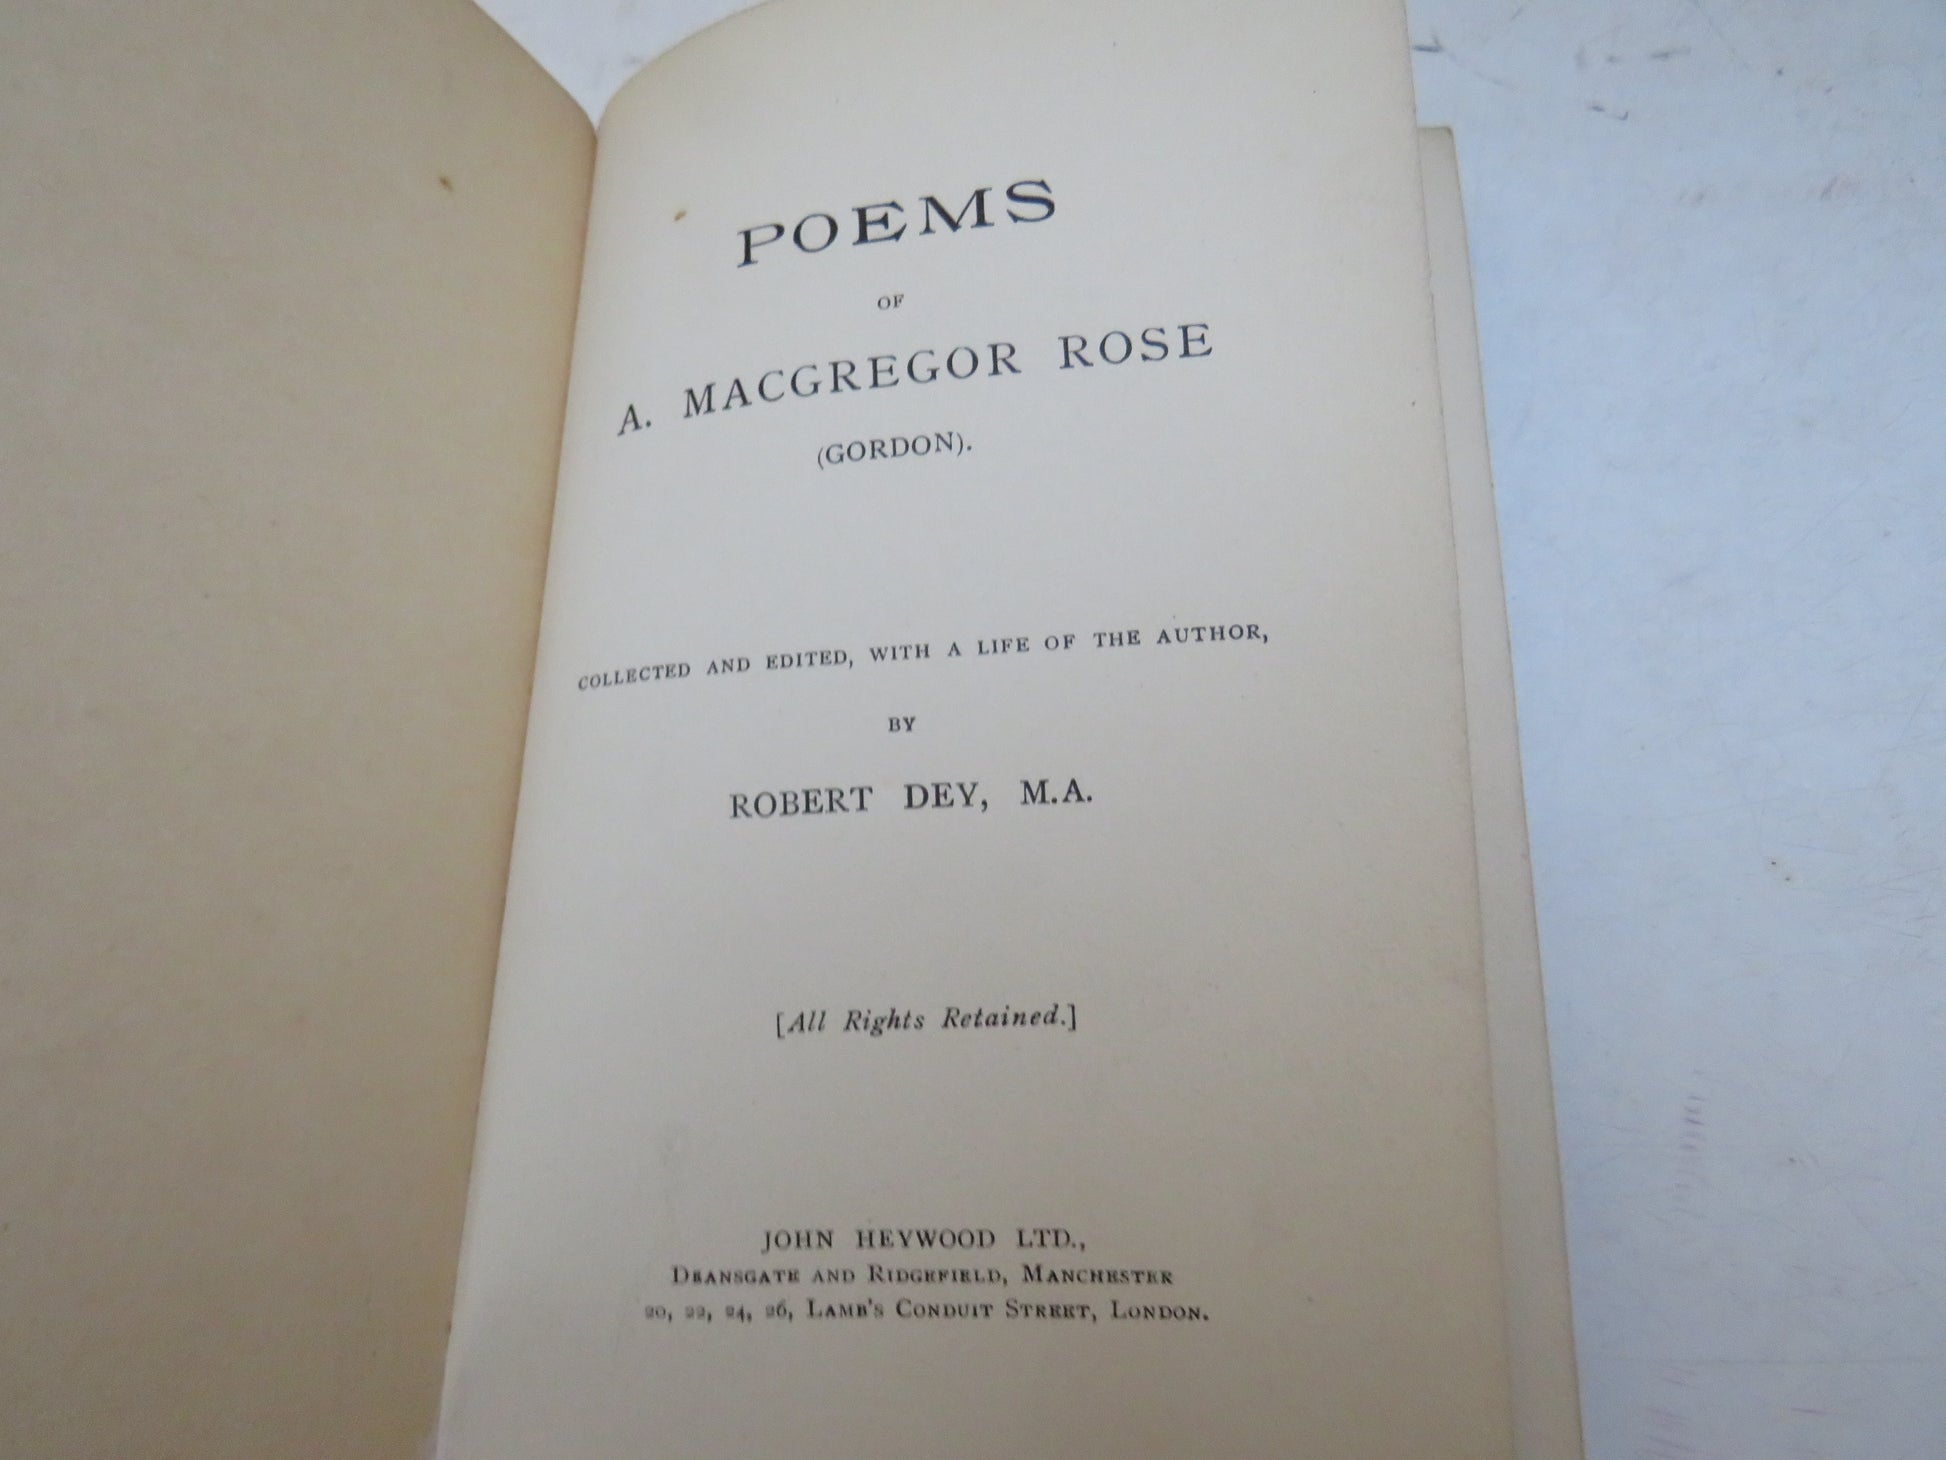 POEMS
OF
A. MACGREGOR ROSE
(GORDON).
COLLECTED AND EDITED, WITH A LIFE OF THE AUTHOR,
BY
ROBERT DEY, M.A.
[All Rights Retained.]
JOHN HEYWOOD LTD.,
DEANSGATE AND RIDGEFIELD, MANCHESTER
20, 22, 24, 26, LAMB'S CONDUIT STREET, LONDON.